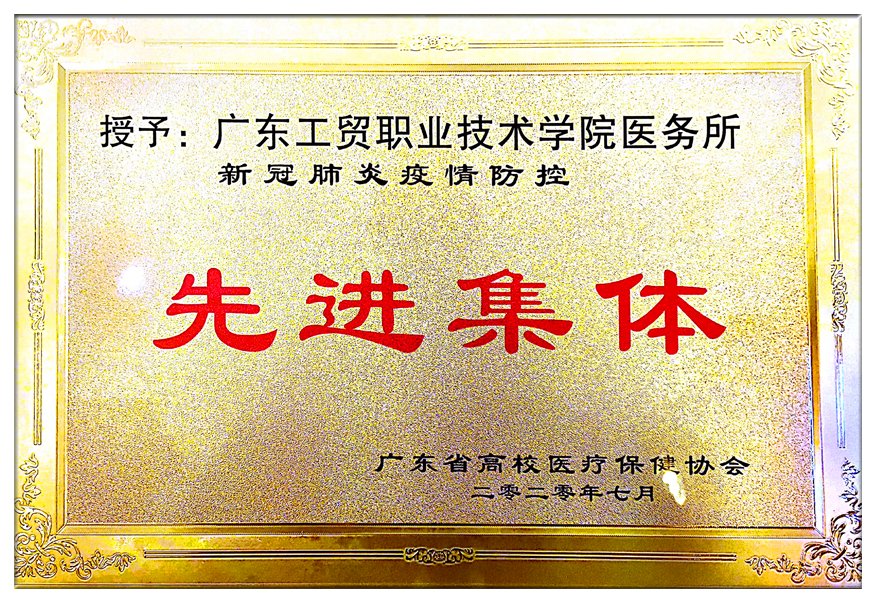 授予：广东工贸职业技术学院医务所
新冠肺炎疫情防控
先进集体
广东省高校医疗保健协会
二零二零年七月